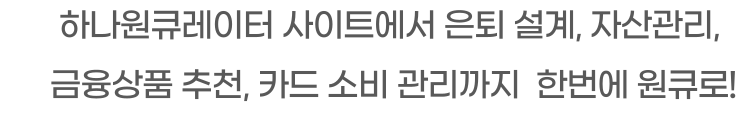 하나원큐레이터 사이트에서 은퇴 설계, 자산관리,
금융상품 추천, 카드 소비 관리까지 한번에 원큐로!